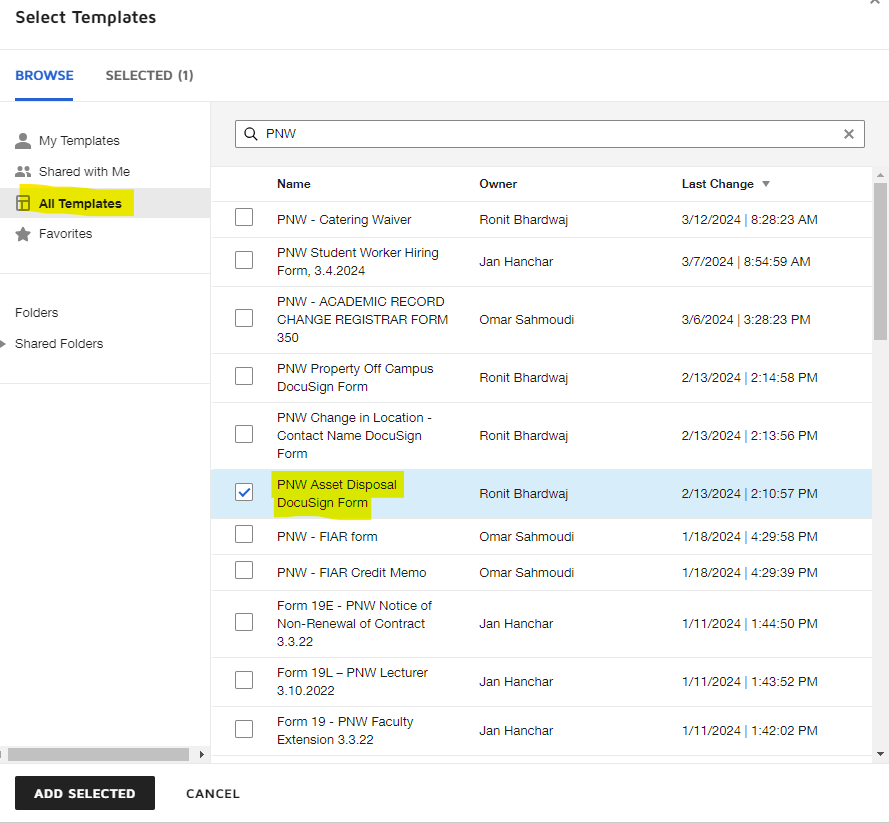 Select Templates
BROWSE SELECTED (1)
My Templates
Shared with Me
All Templates
Favorites
Folders
Shared Folders
PNW
Name Owner Last Change
PNW - Catering Waiver Ronit Bhardwaj 3/12/2024 | 8:28:23 AM
PNW Student Worker Hiring
Form, 3.4.2024 Jan Hanchar 3/7/2024 | 8:54:59 AM
PNW - ACADEMIC RECORD
CHANGE REGISTRAR FORM
350 Omar Sahmoudi 3/6/2024 | 3:28:23 PM
PNW Property Off Campus
DocuSign Form Ronit Bhardwaj 2/13/2024 | 2:14:58 PM
PNW Change in Location -
Contact Name DocuSign
Form Ronit Bhardwaj 2/13/2024 | 2:13:56 PM
PNW Asset Disposal
DocuSign Form Ronit Bhardwaj 2/13/2024 | 2:10:57 PM
PNW - FIAR form Omar Sahmoudi 1/18/2024 | 4:29:58 PM
PNW - FIAR Credit Memo Omar Sahmoudi 1/18/2024 | 4:29:39 PM
Form 19E - PNW Notice of
Non-Renewal of Contract
3.3.22 Jan Hanchar 1/11/2024 | 1:44:50 PM
Form 19L – PNW Lecturer
3.10.2022 Jan Hanchar 1/11/2024 | 1:43:52 PM
Form 19 - PNW Faculty
Extension 3.3.22 Jan Hanchar 1/11/2024 | 1:42:02 PM
ADD SELECTED CANCEL